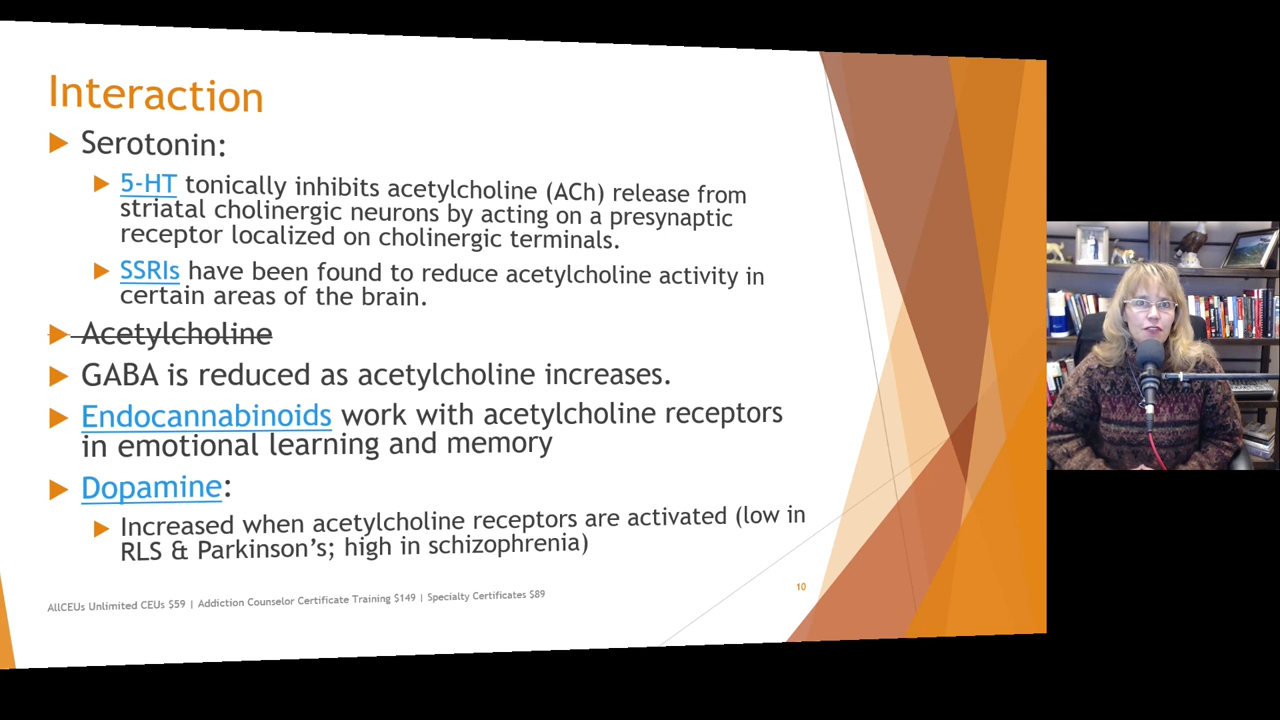 Interaction
Serotonin:
5-HT tonically inhibits acetylcholine (ACh) release from
striatal cholinergic neurons by acting on a presynaptic
receptor localized on cholinergic terminals.
SSRIs have been found to reduce acetylcholine activity in
certain areas of the brain.
Acetylcholine
GABA is reduced as acetylcholine increases.
Endocannabinoids work with acetylcholine receptors
in emotional learning and memory
Dopamine:
Increased when acetylcholine receptors are activated (low in
RLS & Parkinson’s; high in schizophrenia)
AllCEUs Unlimited CEUs $59 | Addiction Counselor Certificate Training $149 | Specialty Certificates $89
10